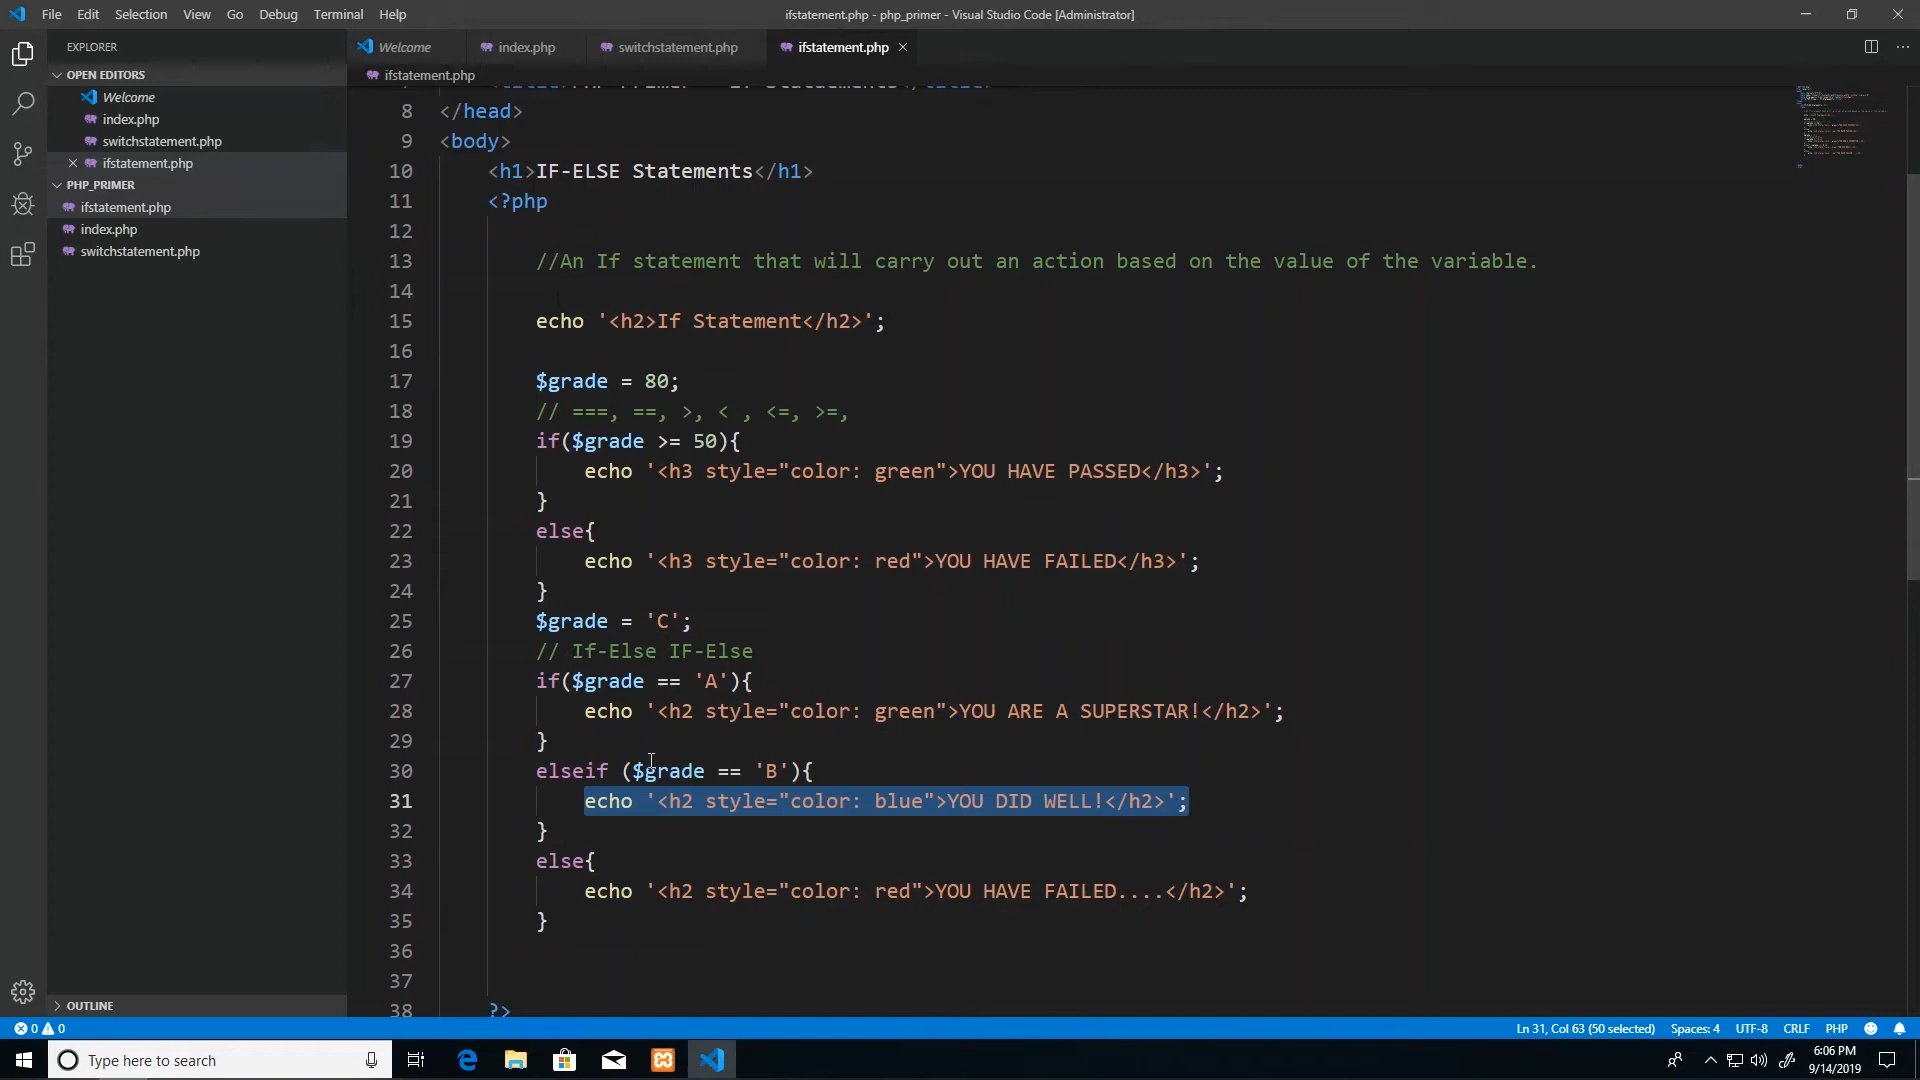 File Edit Selection View Go Debug Terminal Help
ifstatement.php - php_primer - Visual Studio Code [Administrator]
EXPLORER
OPEN EDITORS
Welcome
index.php
switchstatement.php
ifstatement.php
PHP_PRIMER
ifstatement.php
index.php
switchstatement.php
OUTLINE
Welcome index.php switchstatement.php ifstatement.php
ifstatement.php
8 </head>
9 <body>
10 <h1>IF-ELSE Statements</h1>
11 <?php
12
13 //An If statement that will carry out an action based on the value of the variable.
14
15 echo '<h2>If Statement</h2>';
16
17 $grade = 80;
18 // ===, ==, >, < , <=, >=,
19 if($grade >= 50){
20 echo '<h3 style="color: green">YOU HAVE PASSED</h3>';
21 }
22 else{
23 echo '<h3 style="color: red">YOU HAVE FAILED</h3>';
24 }
25 $grade = 'C';
26 // If-Else IF-Else
27 if($grade == 'A'){
28 echo '<h2 style="color: green">YOU ARE A SUPERSTAR!</h2>';
29 }
30 elseif ($grade == 'B'){
31 echo '<h2 style="color: blue">YOU DID WELL!</h2>';
32 }
33 else{
34 echo '<h2 style="color: red">YOU HAVE FAILED....</h2>';
35 }
36
37
38 ?>
0 0
Ln 31, Col 63 (50 selected) Spaces: 4 UTF-8 CRLF PHP
Type here to search
6:06 PM
9/14/2019